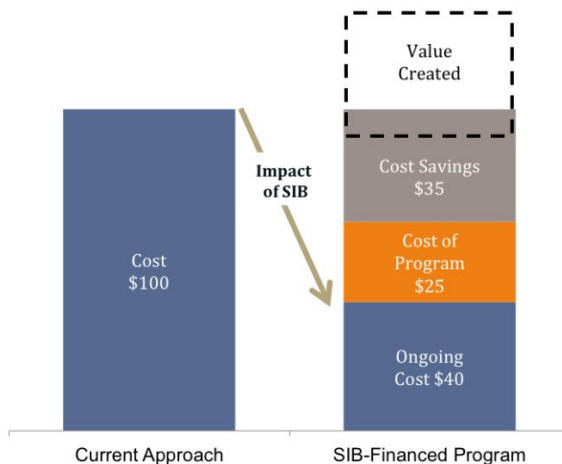 Value
Created
Cost Savings
$35
Impact
of SIB
Cost of
Program
$25
Cost
$100
Ongoing
Cost $40
Current Approach
SIB-Financed Program